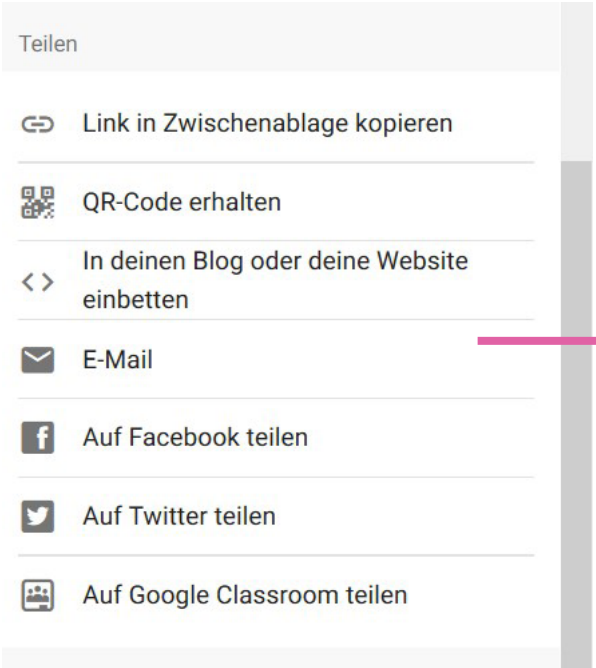 Teilen
Link in Zwischenablage kopieren
QR-Code erhalten
In deinen Blog oder deine Website
einbetten
E-Mail
Auf Facebook teilen
Auf Twitter teilen
Auf Google Classroom teilen